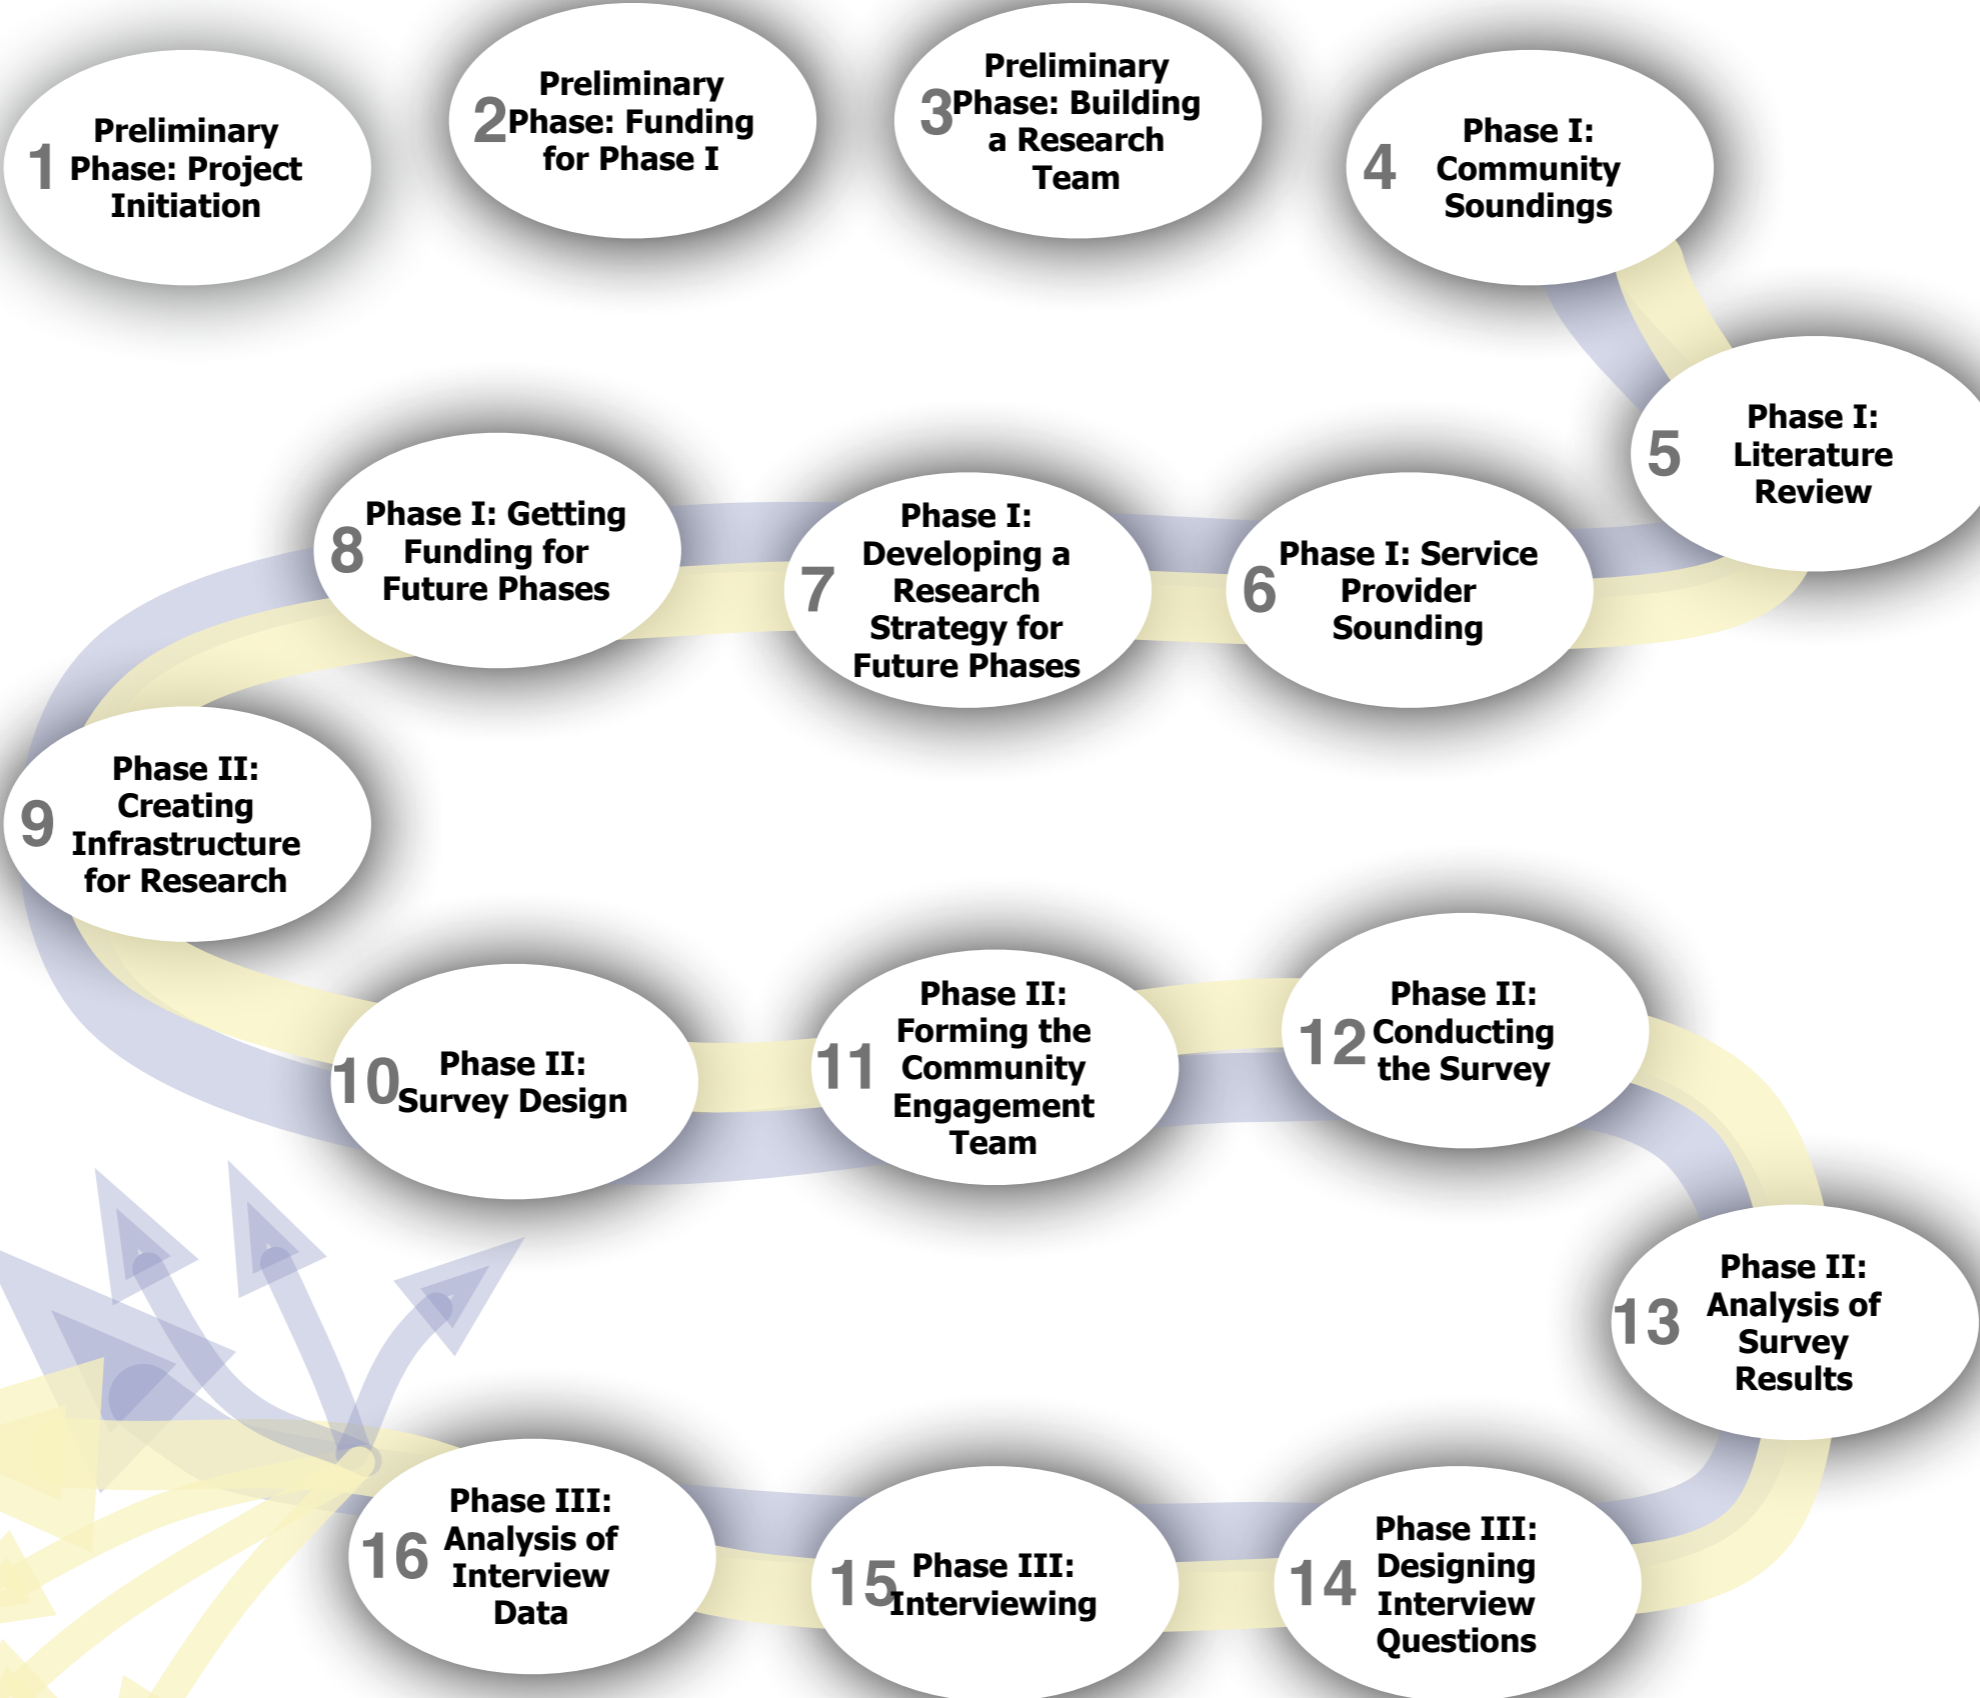 1
Preliminary
Phase: Project
Initiation
2
Preliminary
Phase: Funding
for Phase I
3
Preliminary
Phase: Building
a Research
Team
4
Phase I:
Community
Soundings
5
Phase I:
Literature
Review
6
Phase I: Service
Provider
Sounding
7
Phase I:
Developing a
Research
Strategy for
Future Phases
8
Phase I: Getting
Funding for
Future Phases
9
Phase II:
Creating
Infrastructure
for Research
10
Phase II:
Survey Design
11
Phase II:
Forming the
Community
Engagement
Team
12
Phase II:
Conducting
the Survey
13
Phase II:
Analysis of
Survey
Results
14
Phase III:
Designing
Interview
Questions
15
Phase III:
Interviewing
16
Phase III:
Analysis of
Interview
Data